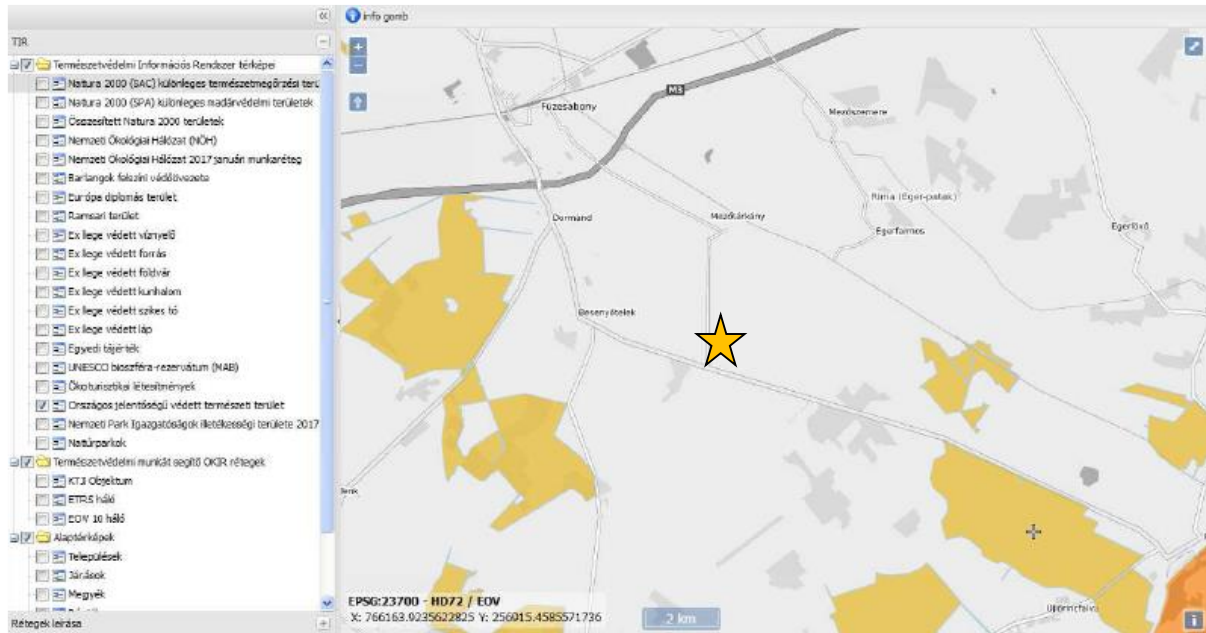 info gomb
TIR
Természetvédelmi Információs Rendszer térképei
Natura 2000 (SAC) különleges természetmegőrzési terü
Natura 2000 (SPA) különleges madárvédelmi területek
Összesített Natura 2000 területek
Nemzeti Ökológiai Hálózat (NÖH)
Nemzeti Ökológiai Hálózat 2017 január munkaréteg
Barlangok felszíni védőövezete
Európa diplomás terület
Ramsari terület
Ex lege védett víznyelő
Ex lege védett forrás
Ex lege védett földvár
Ex lege védett kunhalom
Ex lege védett szikes tó
Ex lege védett láp
Egyedi tájérték
UNESCO bioszféra-rezervátum (MAB)
Ökoturisztikai létesítmények
Országos jelentőségű védett természeti terület
Nemzeti Park Igazgatóságok illetékességi területe 2017
Natúrparkok
Természetvédelmi munkát segítő OKIR rétegek
KTJ Objektum
ETRS háló
EOV 10 háló
Alaptérképek
Települések
Járások
Megyék
Rétegek leírása
M3
Füzesabony
Mezőszemere
Rima (Eger-patak)
Dormand
Mezőtárkány
Egerfarmos
Egerlövő
Besenyőtelek
Újlőrincfalva
EPSG:23700 - HD72 / EOV
X: 766163.9235622825 Y: 256015.4585571736
2 km